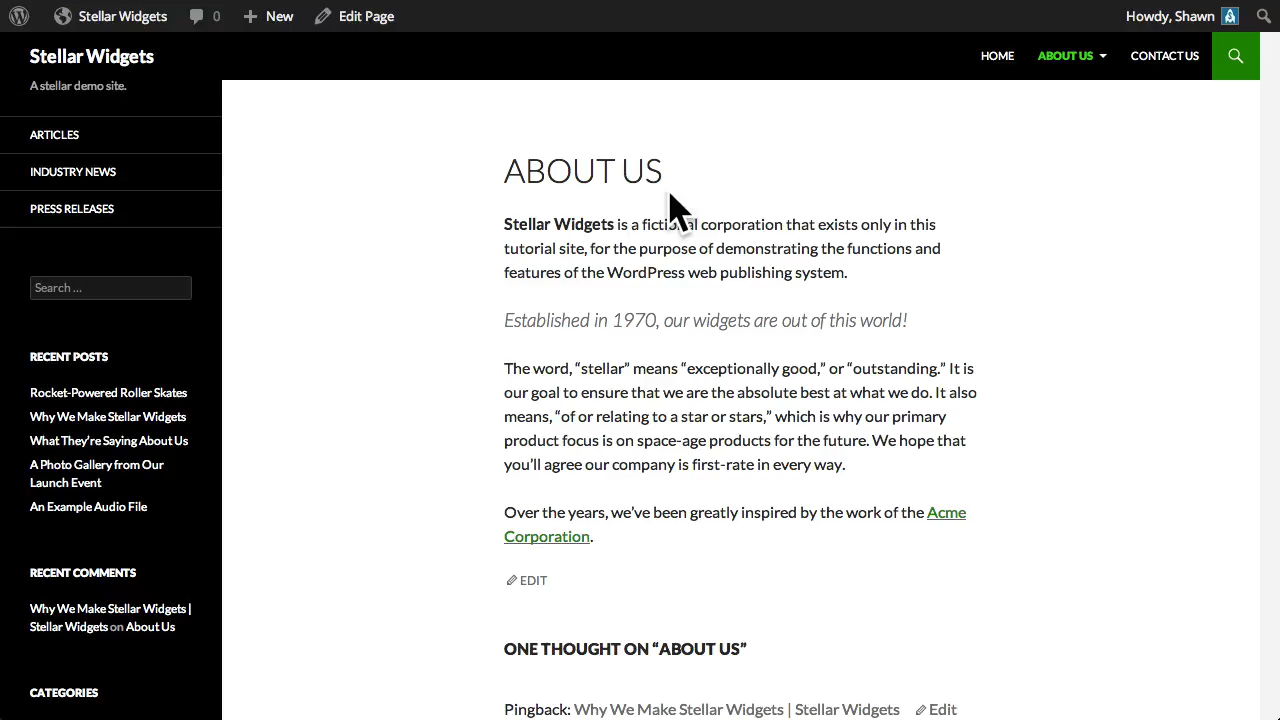 Stellar Widgets 0 New Edit Page Howdy, Shawn
Stellar Widgets
A stellar demo site.
HOME ABOUT US CONTACT US
ARTICLES
INDUSTRY NEWS
PRESS RELEASES
Search ...
RECENT POSTS
Rocket-Powered Roller Skates
Why We Make Stellar Widgets
What They're Saying About Us
A Photo Gallery from Our
Launch Event
An Example Audio File
RECENT COMMENTS
Why We Make Stellar Widgets |
Stellar Widgets on About Us
CATEGORIES
ABOUT US
Stellar Widgets is a fictional corporation that exists only in this
tutorial site, for the purpose of demonstrating the functions and
features of the WordPress web publishing system.
Established in 1970, our widgets are out of this world!
The word, “stellar” means “exceptionally good,” or “outstanding.” It is
our goal to ensure that we are the absolute best at what we do. It also
means, “of or relating to a star or stars,” which is why our primary
product focus is on space-age products for the future. We hope that
you’ll agree our company is first-rate in every way.
Over the years, we’ve been greatly inspired by the work of the Acme
Corporation.
EDIT
ONE THOUGHT ON “ABOUT US”
Pingback: Why We Make Stellar Widgets | Stellar Widgets Edit